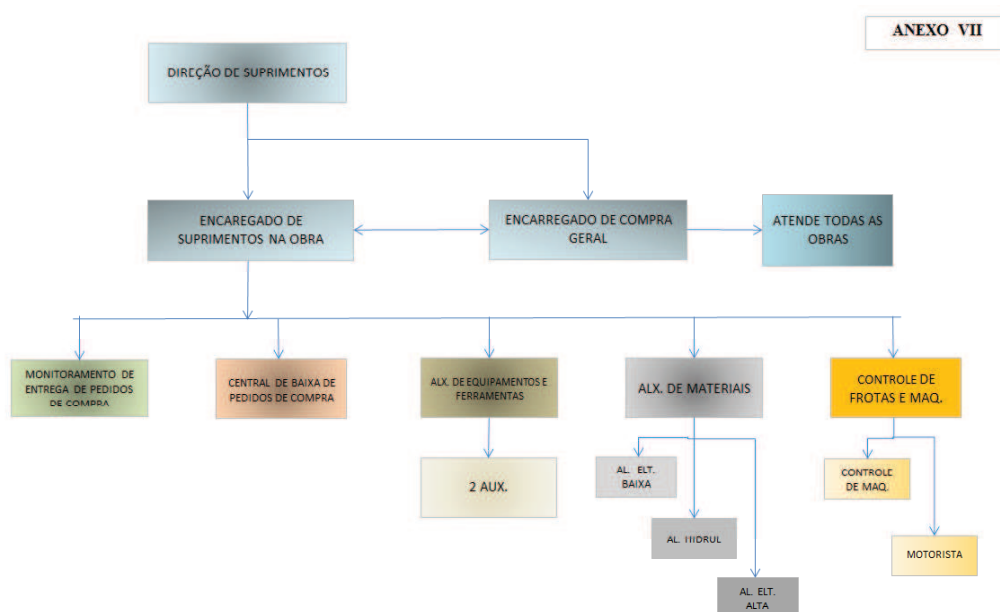 ANEXO VII
DIREÇÃO DE SUPRIMENTOS
ENCAREGADO DE
SUPRIMENTOS NA OBRA
ENCARREGADO DE COMPRA
GERAL
ATENDE TODAS AS
OBRAS
MONITORAMENTO DE
ENTREGA DE PEDIDOS
DE COMPRA
CENTRAL DE BAIXA DE
PEDIDOS DE COMPRA
ALX. DE EQUIPAMENTOS E
FERRAMENTAS
ALX. DE MATERIAIS
CONTROLE DE
FROTAS E MAQ.
2 AUX.
AL. ELT.
BAIXA
CONTROLE
DE MAQ.
AL. HIDRUL
MOTORISTA
AL. ELT.
ALTA